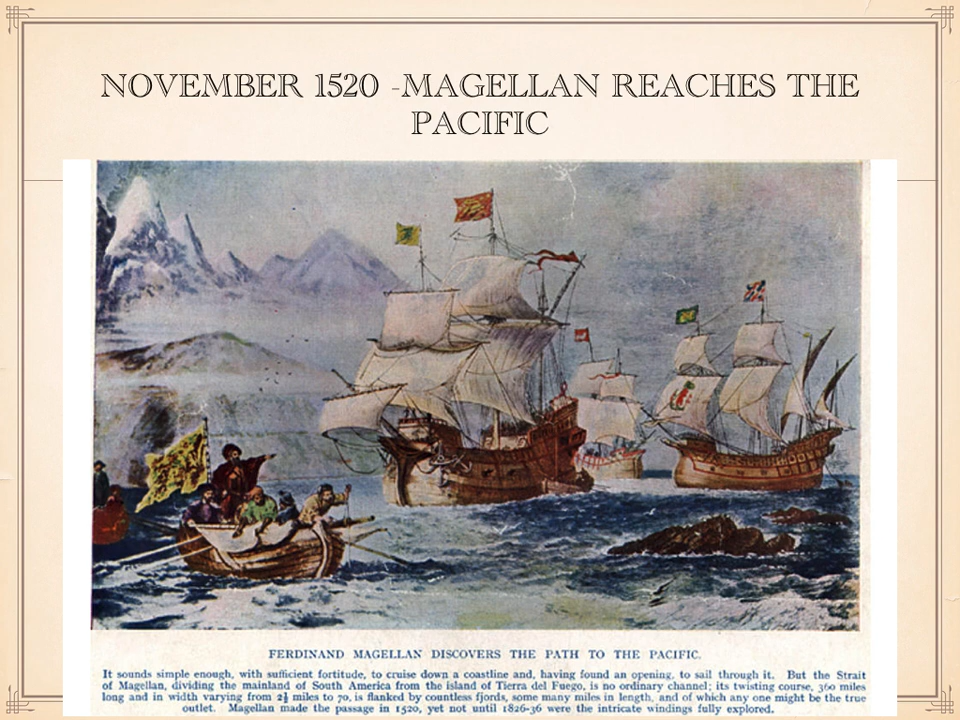 NOVEMBER 1520 -MAGELLAN REACHES THE
PACIFIC
FERDINAND MAGELLAN DISCOVERS THE PATH TO THE PACIFIC.
It sounds simple enough, with sufficient fortitude, to cruise down a coastline and, having found an opening, to sail through it. But the Strait
of Magellan, dividing the mainland of South America from the island of Tierra del Fuego, is no ordinary channel; its twisting course, 360 miles
long and in width varying from 2½ miles to 70, is flanked by countless fjords, some many miles in length, and of which any one might be the true
outlet. Magellan made the passage in 1520, yet not until 1826-36 were the intricate windings fully explored.